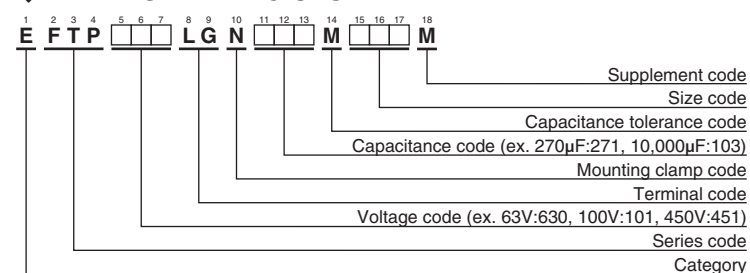 1 2 3 4 5 6 7 8 9 10 11 12 13 14 15 16 17 18
E F T P L G N M M
Supplement code
Size code
Capacitance tolerance code
Capacitance code (ex. 270μF:271, 10,000μF:103)
Mounting clamp code
Terminal code
Voltage code (ex. 63V:630, 100V:101, 450V:451)
Series code
Category